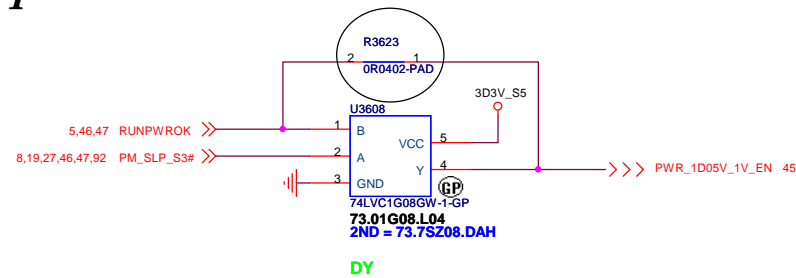 R3623
2 1
0R0402-PAD
3D3V_S5
U3608
5,46,47 RUNPWROK 1 B
VCC 5
8,19,27,46,47,92 PM_SLP_S3# 2 A
Y 4 PWR_1D05V_1V_EN 45
3 GND
GP
74LVC1G08GW-1-GP
73.01G08.L04
2ND = 73.7SZ08.DAH
DY